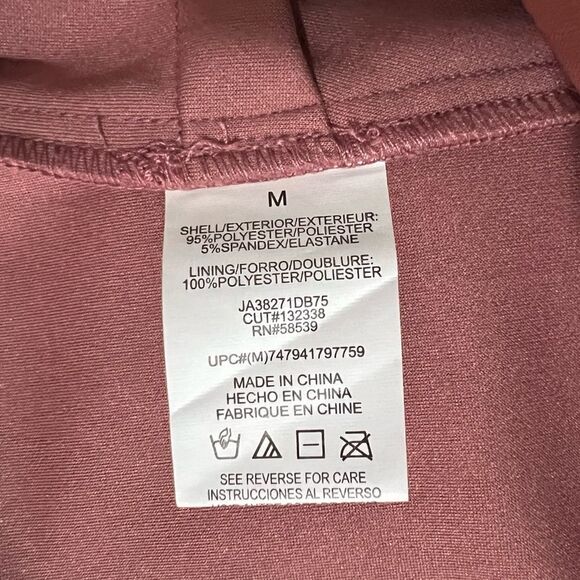 M
SHELL/EXTERIOR/EXTERIEUR:
95%POLYESTER/POLIESTER
5%SPANDEX/ELASTANE
LINING/FORRO/DOUBLURE:
100%POLYESTER/POLIESTER
JA38271DB75
CUT#132338
RN#58539
UPC#(M)747941797759
MADE IN CHINA
HECHO EN CHINA
FABRIQUE EN CHINE
SEE REVERSE FOR CARE
INSTRUCCIONES AL REVERSO